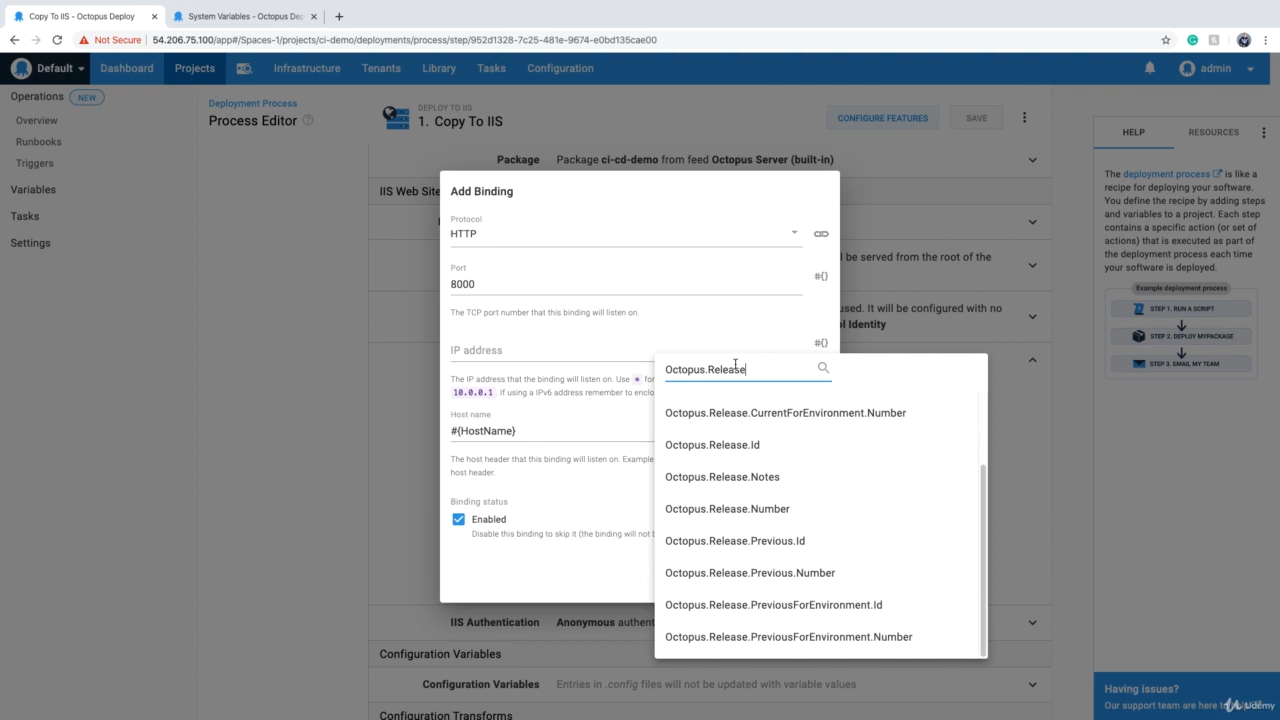 Copy To IIS - Octopus Deploy
System Variables - Octopus Dep
Not Secure
54.206.75.100/app#/Spaces-1/projects/ci-demo/deployments/process/step/952d1328-7c25-481e-9674-e0bd135cae00
Default
Dashboard
Projects
Infrastructure
Tenants
Library
Tasks
Configuration
admin
Operations NEW
Overview
Runbooks
Triggers
Variables
Tasks
Settings
Deployment Process
Process Editor
DEPLOY TO IIS
1. Copy To IIS
CONFIGURE FEATURES
SAVE
Package
Package ci-cd-demo from feed Octopus Server (built-in)
IIS Web Sit
l be served from the root of the
used. It will be configured with no
ol Identity
Add Binding
Protocol
HTTP
Port
8000
#{}
The TCP port number that this binding will listen on.
IP address
#{}
The IP address that the binding will listen on. Use * for
10.0.0.1. If using a IPv6 address remember to enclo
Host name
#{HostName}
The host header that this binding will listen on. Example
host header.
Binding status
Enabled
Disable this binding to skip it (the binding will not b
Octopus.Release
Octopus.Release.CurrentForEnvironment.Number
Octopus.Release.Id
Octopus.Release.Notes
Octopus.Release.Number
Octopus.Release.Previous.Id
Octopus.Release.Previous.Number
Octopus.Release.PreviousForEnvironment.Id
Octopus.Release.PreviousForEnvironment.Number
IIS Authentication
Anonymous authent
Configuration Variables
Configuration Variables
Entries in .config files will not be updated with variable values
Configuration Transforms
HELP
RESOURCES
The deployment process is like a
recipe for deploying your software.
You define the recipe by adding steps
and variables to a project. Each step
contains a specific action (or set of
actions) that is executed as part of
the deployment process each time
your software is deployed.
Example deployment process
STEP 1. RUN A SCRIPT
STEP 2. DEPLOY MYPACKAGE
STEP 3. EMAIL MY TEAM
Having issues?
Our support team are here to
Udemy